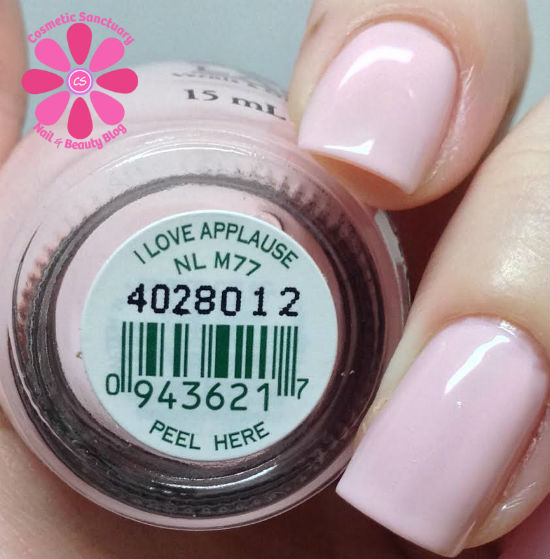 Cosmetic Sanctuary
CS
Nail & Beauty Blog
15 mL
I LOVE APPLAUSE
NL M77
4028012
0 943621 7
PEEL HERE